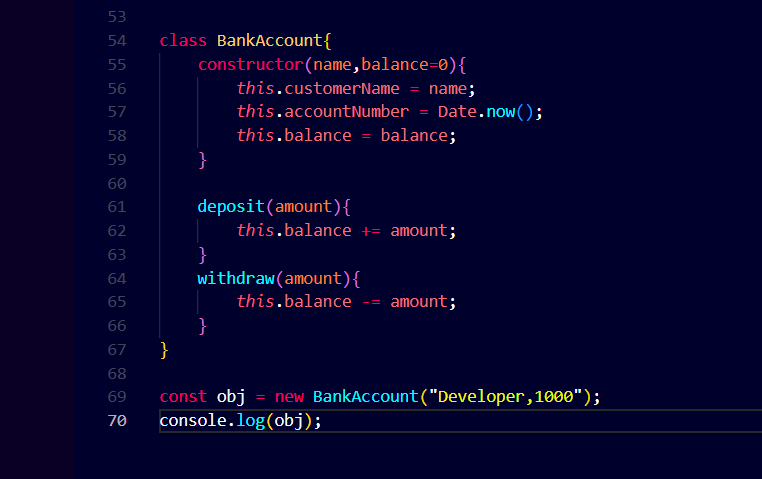 53
54 class BankAccount{
55     constructor(name,balance=0){
56         this.customerName = name;
57         this.accountNumber = Date.now();
58         this.balance = balance;
59     }
60
61     deposit(amount){
62         this.balance += amount;
63     }
64     withdraw(amount){
65         this.balance -= amount;
66     }
67 }
68
69 const obj = new BankAccount("Developer,1000");
70 console.log(obj);